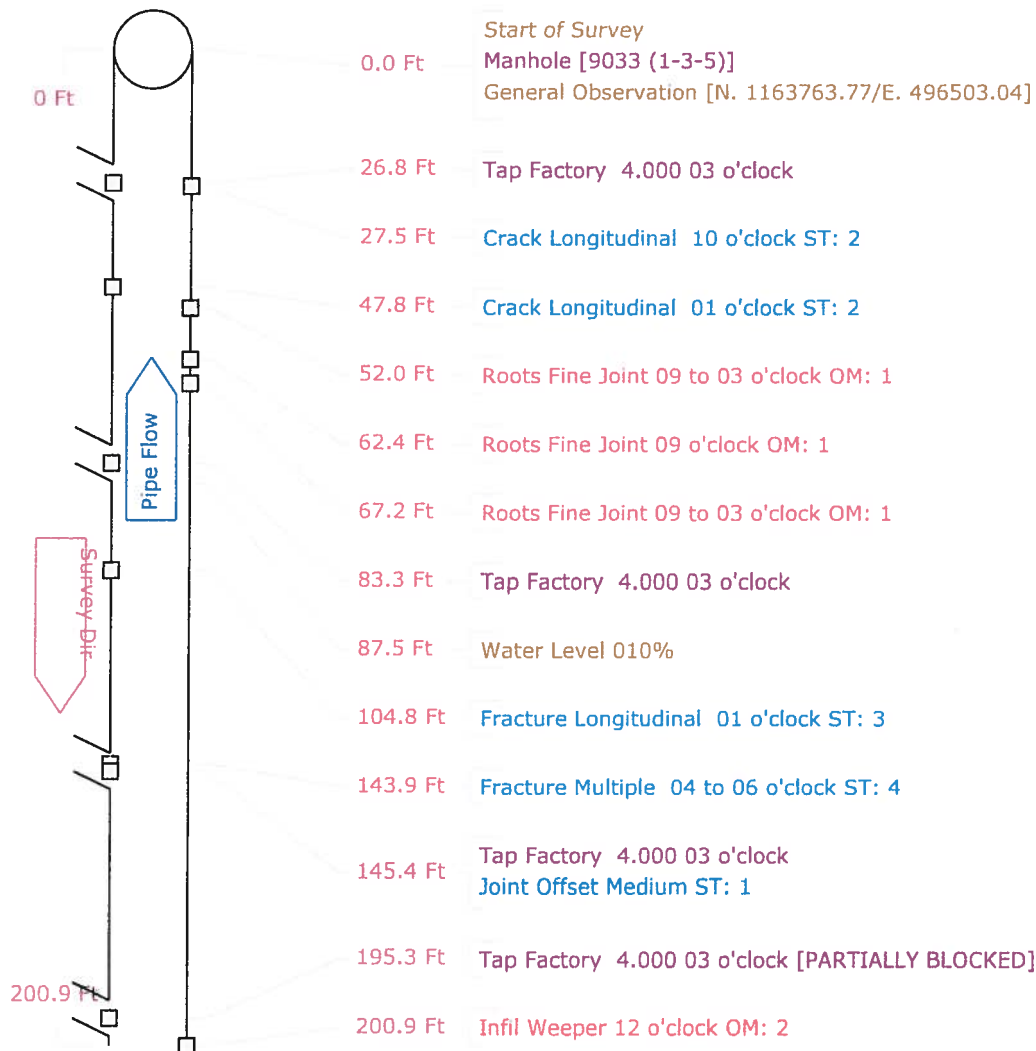 Start of Survey
0.0 Ft Manhole [9033 (1-3-5)]
General Observation [N. 1163763.77/E. 496503.04]
0 Ft
26.8 Ft Tap Factory 4.000 03 o'clock
27.5 Ft Crack Longitudinal 10 o'clock ST: 2
47.8 Ft Crack Longitudinal 01 o'clock ST: 2
52.0 Ft Roots Fine Joint 09 to 03 o'clock OM: 1
62.4 Ft Roots Fine Joint 09 o'clock OM: 1
Pipe Flow
67.2 Ft Roots Fine Joint 09 to 03 o'clock OM: 1
83.3 Ft Tap Factory 4.000 03 o'clock
Survey Dir
87.5 Ft Water Level 010%
104.8 Ft Fracture Longitudinal 01 o'clock ST: 3
143.9 Ft Fracture Multiple 04 to 06 o'clock ST: 4
145.4 Ft Tap Factory 4.000 03 o'clock
Joint Offset Medium ST: 1
195.3 Ft Tap Factory 4.000 03 o'clock [PARTIALLY BLOCKED]
200.9 Ft
200.9 Ft Infil Weeper 12 o'clock OM: 2